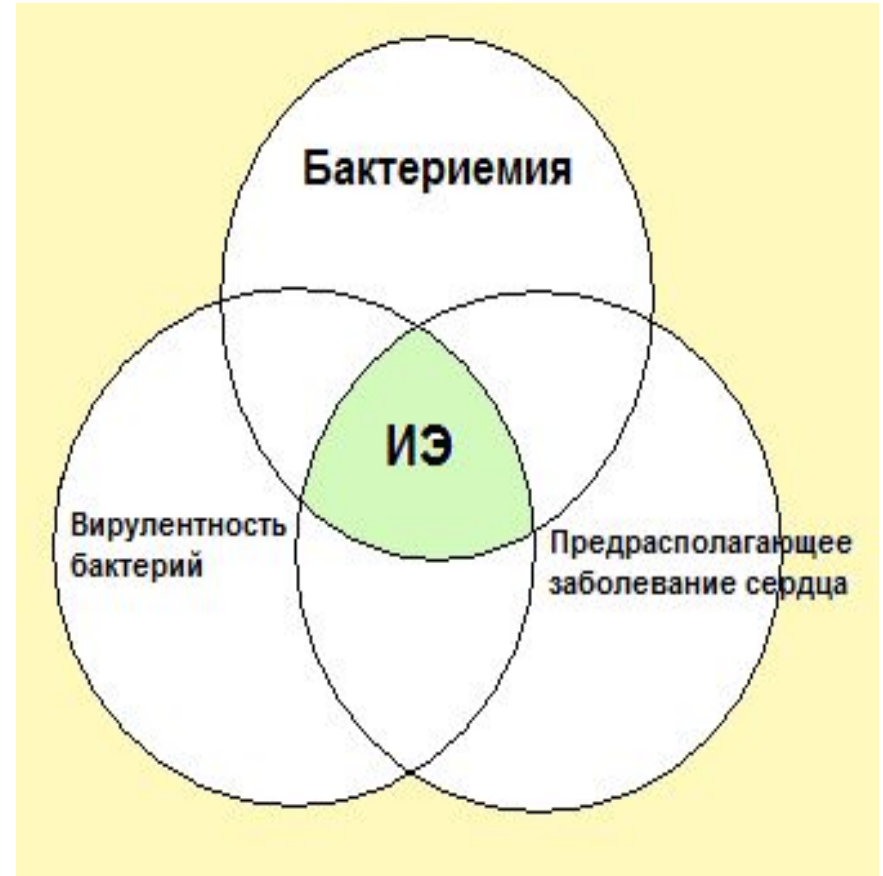 Бактериемия
ИЭ
Вирулентность
бактерий
Предрасполагающее
заболевание сердца